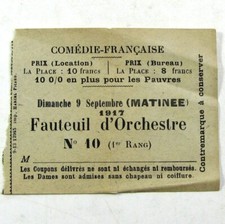 COMÉDIE-FRANÇAISE
PRIX (Location) PRIX (Bureau)
LA PLACE : 10 francs LA PLACE : 8 francs
10 0/0 en plus pour les Pauvres
Dimanche 9 Septembre (MATINEE)
1917
Fauteuil d'Orchestre
N° 10 (1er RANG)
M
Les Coupons délivrés ne sont ni échangés ni remboursés.
Les Dames sont admises sans chapeau ni coiffure.
Contremarque à conserver